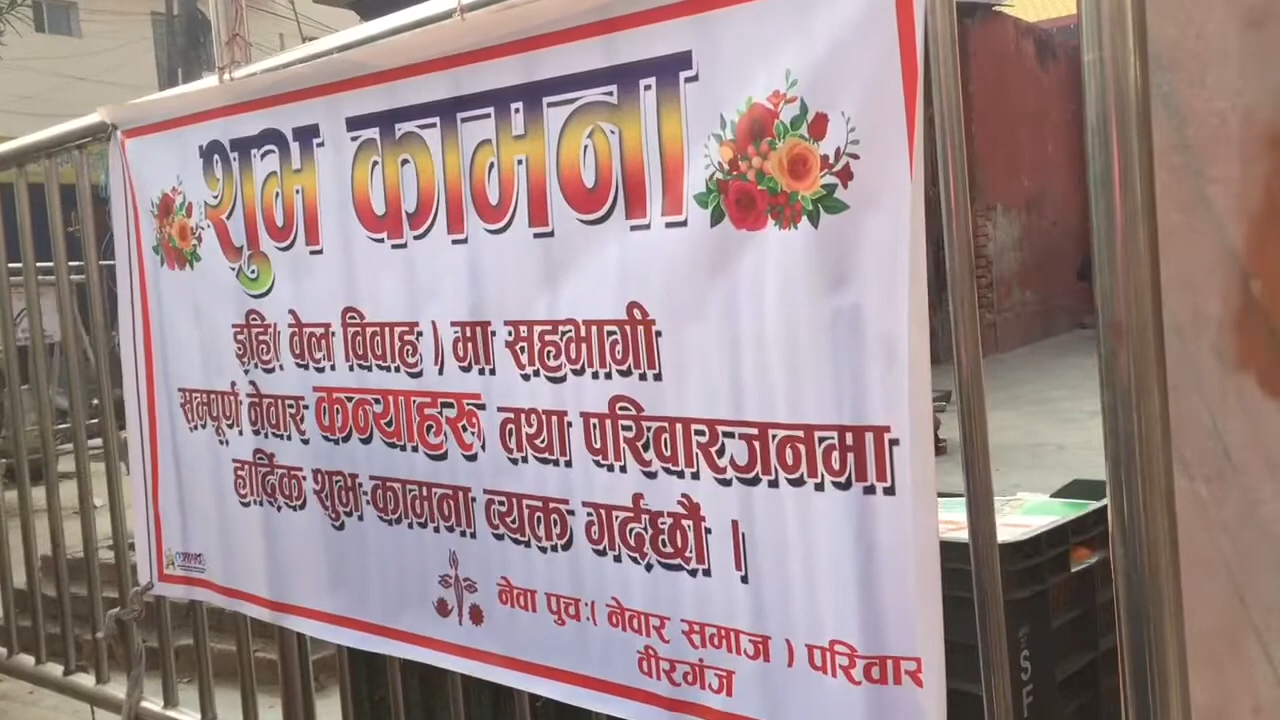 शुभ कामना
इहि( वेल विवाह ) मा सहभागी
सम्पूर्ण नेवार कन्याहरू तथा परिवारजनमा
हार्दिक शुभ-कामना व्यक्त गर्दछौं ।
नेवा पुचः( नेवार समाज ) परिवार
वीरगंज